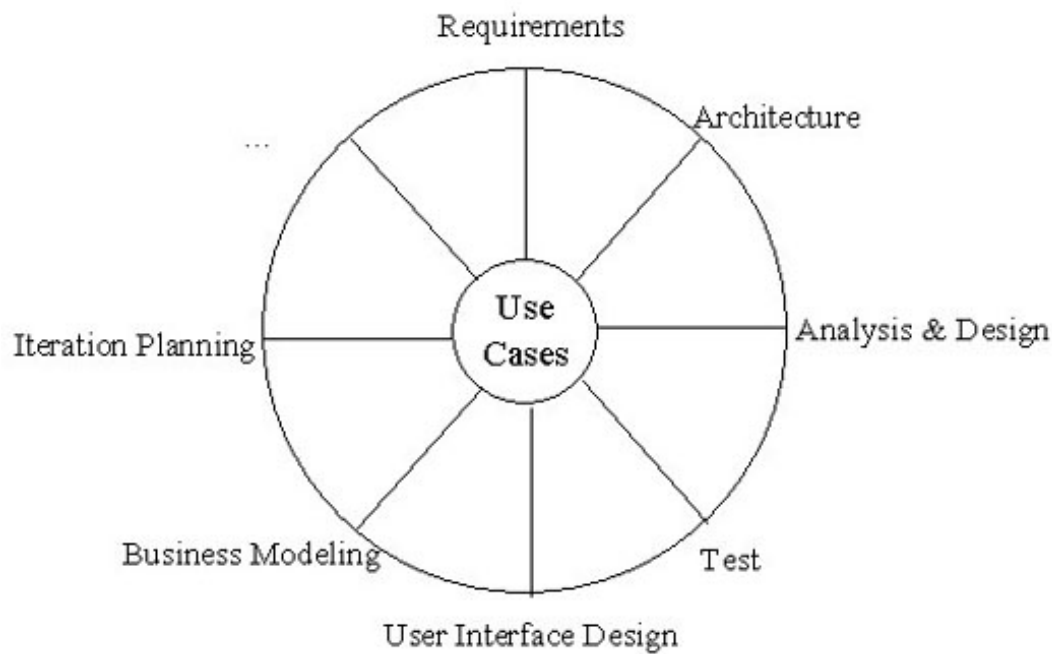 Requirements
Architecture
...
Use
Cases
Iteration Planning
Analysis & Design
Business Modeling
Test
User Interface Design